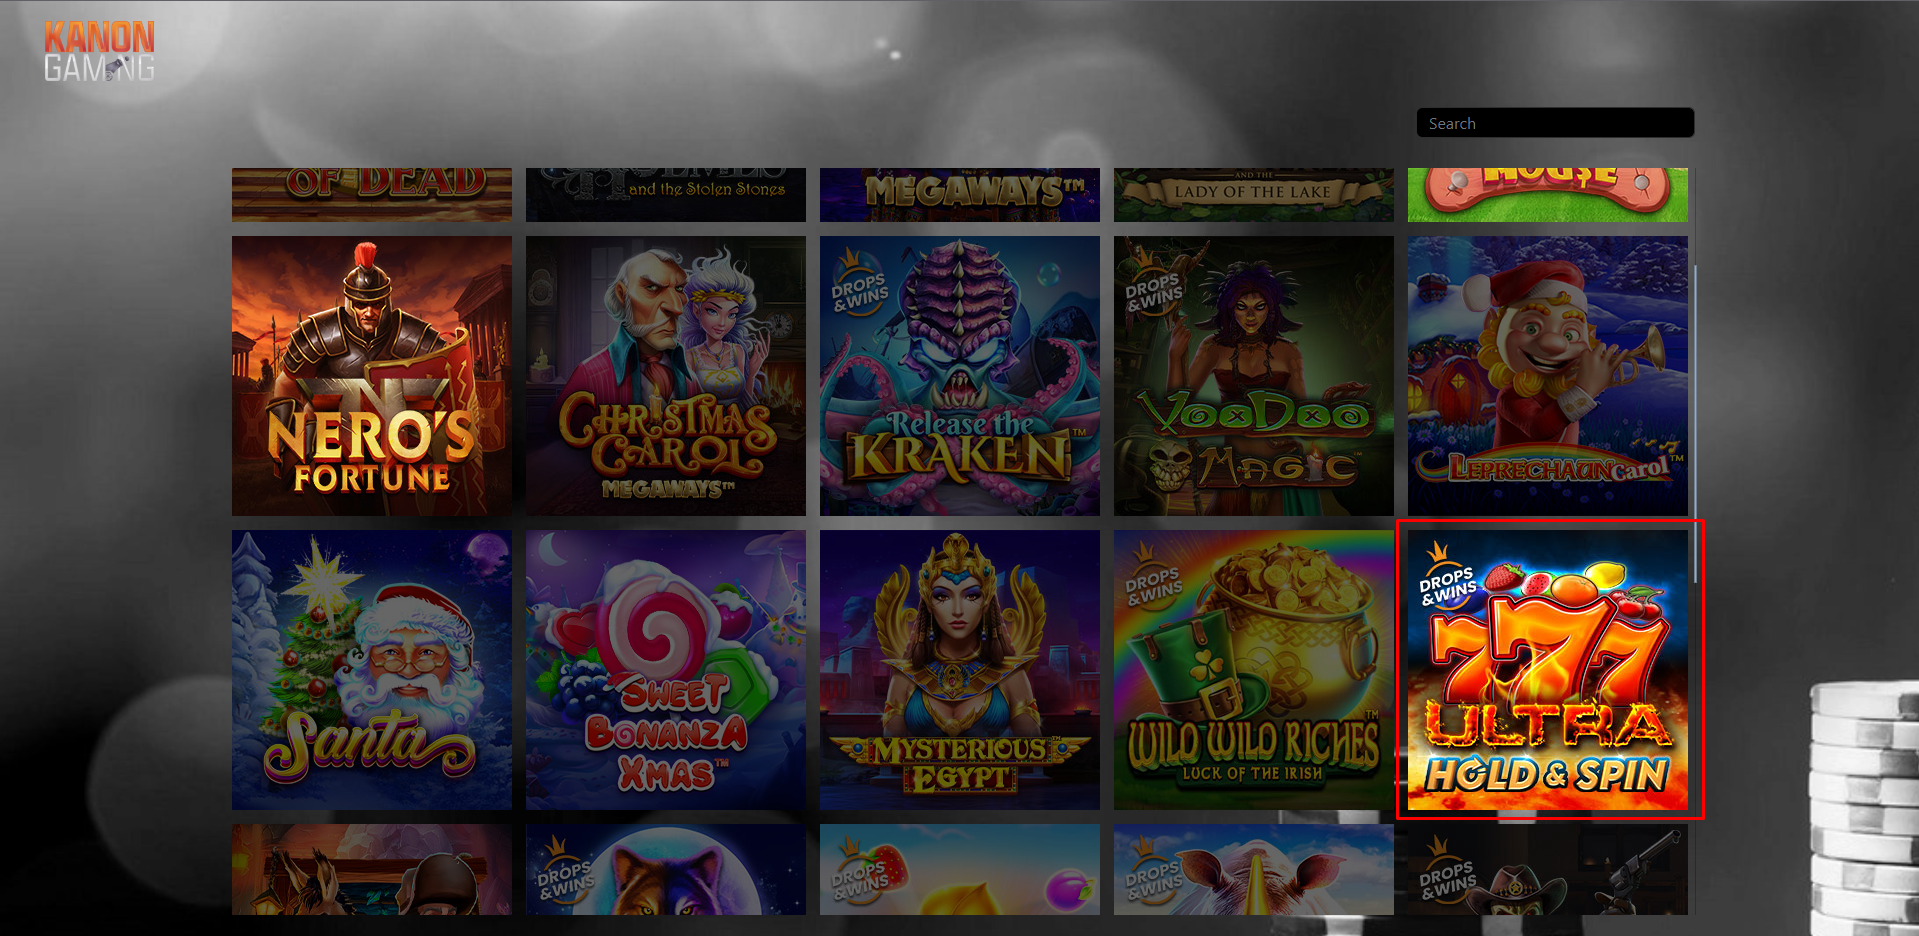 KANON
GAMING
Search
OF DEAD
HOLMES
and the Stolen Stones
MEGAWAYS™
AND THE
LADY OF THE LAKE
HOU$E
NERO'S
FORTUNE
CHRISTMAS
CAROL
MEGAWAYS™
DROPS
&WINS
Release the
KRAKEN™
DROPS
&WINS
VOODOO
MAGIC™
LEPRECHAUN Carol™
Santa
SWEET
BONANZA
XMAS™
MYSTERIOUS™
EGYPT
DROPS
&WINS
WILD WILD RICHES™
LUCK OF THE IRISH
DROPS
&WINS
777
ULTRA
HOLD & SPIN
DROPS
&WINS
DROPS
&WINS
DROPS
&WINS
DROPS
&WINS